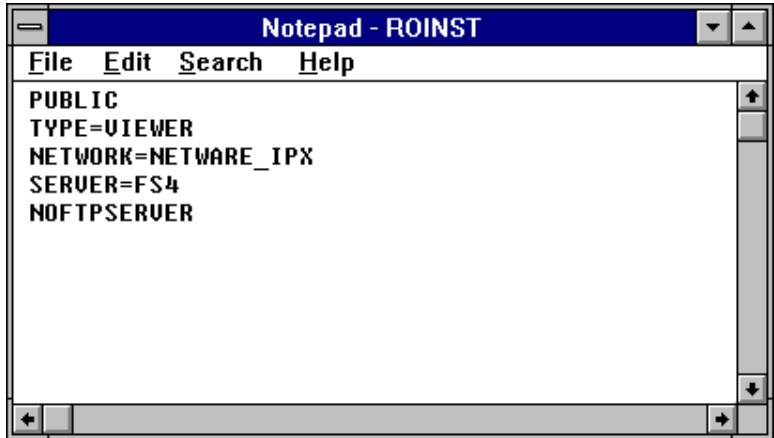 Notepad - ROINST
File Edit Search Help
PUBLIC
TYPE=VIEWER
NETWORK=NETWARE_IPX
SERVER=FS4
NOFTPSERVER